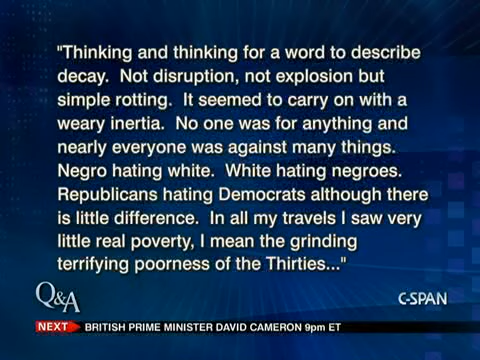 "Thinking and thinking for a word to describe
decay. Not disruption, not explosion but
simple rotting. It seemed to carry on with a
weary inertia. No one was for anything and
nearly everyone was against many things.
Negro hating white. White hating negroes.
Republicans hating Democrats although there
is little difference. In all my travels I saw very
little real poverty, I mean the grinding
terrifying poorness of the Thirties..."
Q&A
C-SPAN
NEXT BRITISH PRIME MINISTER DAVID CAMERON 9pm ET